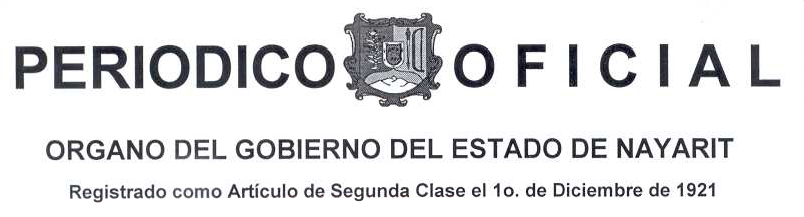 PERIODICO OFICIAL
ORGANO DEL GOBIERNO DEL ESTADO DE NAYARIT
Registrado como Artículo de Segunda Clase el 1o. de Diciembre de 1921